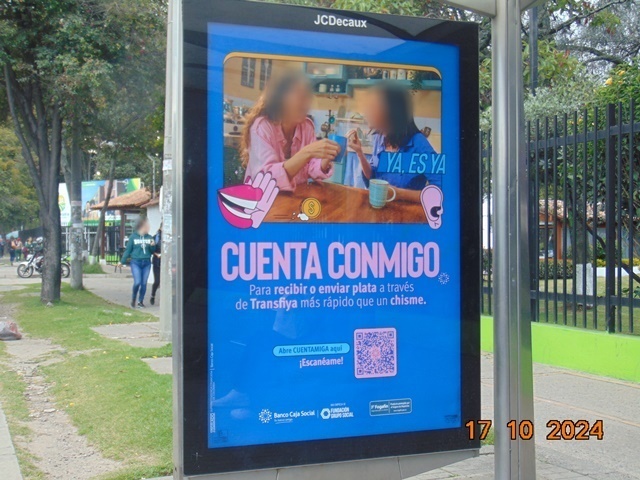 JCDecaux
YA, ES YA
CUENTA CONMIGO
Para recibir o enviar plata a través
de Transfiya más rápido que un chisme.
Abre CUENTAMIGA aquí
¡Escanéame!
Banco Caja Social
FUNDACIÓN
GRUPO SOCIAL
Fogafín
17 10 2024